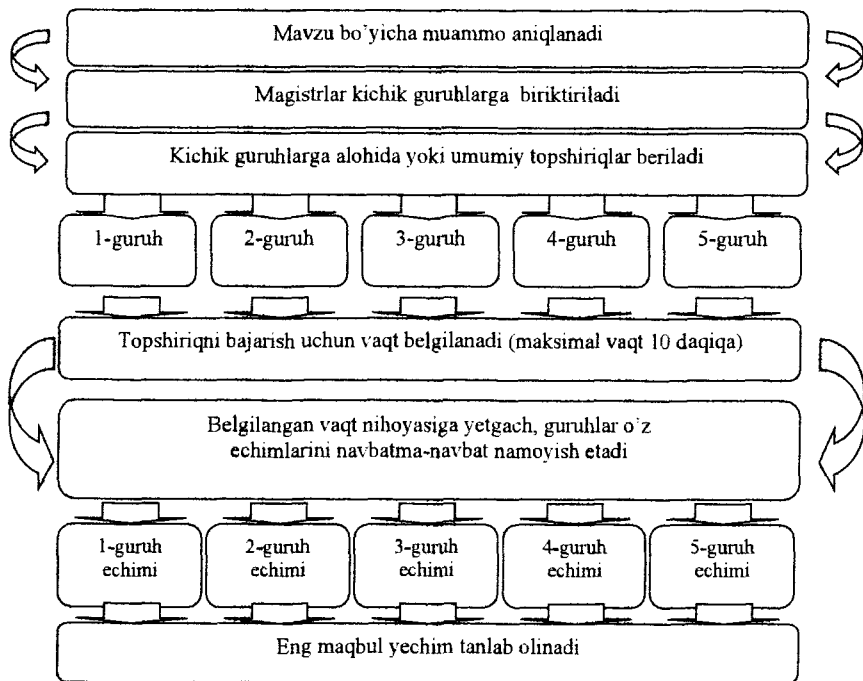 Mavzu bo'yicha muammo aniqlanadi
Magistrlar kichik guruhlarga biriktiriladi
Kichik guruhlarga alohida yoki umumiy topshiriqlar beriladi
1-guruh
2-guruh
3-guruh
4-guruh
5-guruh
Topshiriqni bajarish uchun vaqt belgilanadi (maksimal vaqt 10 daqiqa)
Belgilangan vaqt nihoyasiga yetgach, guruhlar o'z
echimlarini navbatma-navbat namoyish etadi
1-guruh
echimi
2-guruh
echimi
3-guruh
echimi
4-guruh
echimi
5-guruh
echimi
Eng maqbul yechim tanlab olinadi